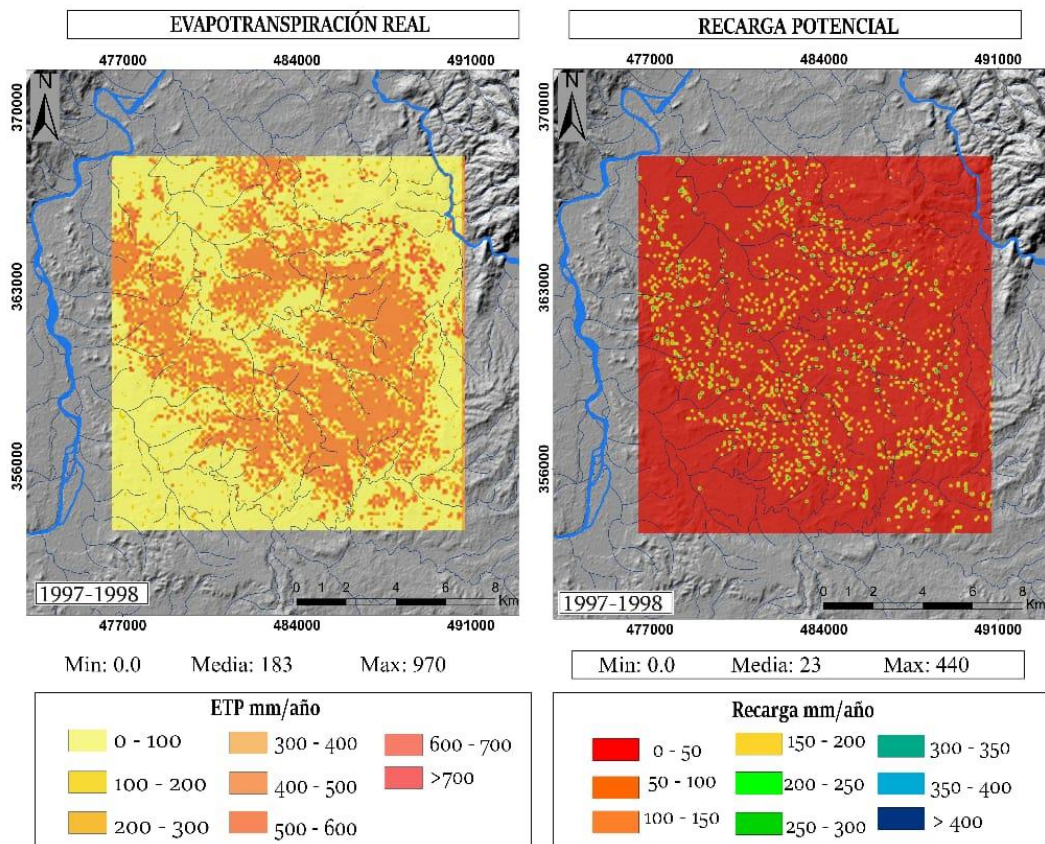 EVAPOTRANSPIRACIÓN REAL
477000 484000 491000
N
370000
363000
356000
1997-1998
0 2 4 6 8
Km
477000 484000 491000
Min: 0.0 Media: 183 Max: 970
ETP mm/año
0 - 100
100 - 200
200 - 300
300 - 400
400 - 500
500 - 600
600 - 700
>700
RECARGA POTENCIAL
477000 484000 491000
N
370000
363000
356000
1997-1998
0 2 4 6 8
Km
477000 484000 491000
Min: 0.0 Media: 23 Max: 440
Recarga mm/año
0 - 50
50 - 100
100 - 150
150 - 200
200 - 250
250 - 300
300 - 350
350 - 400
> 400